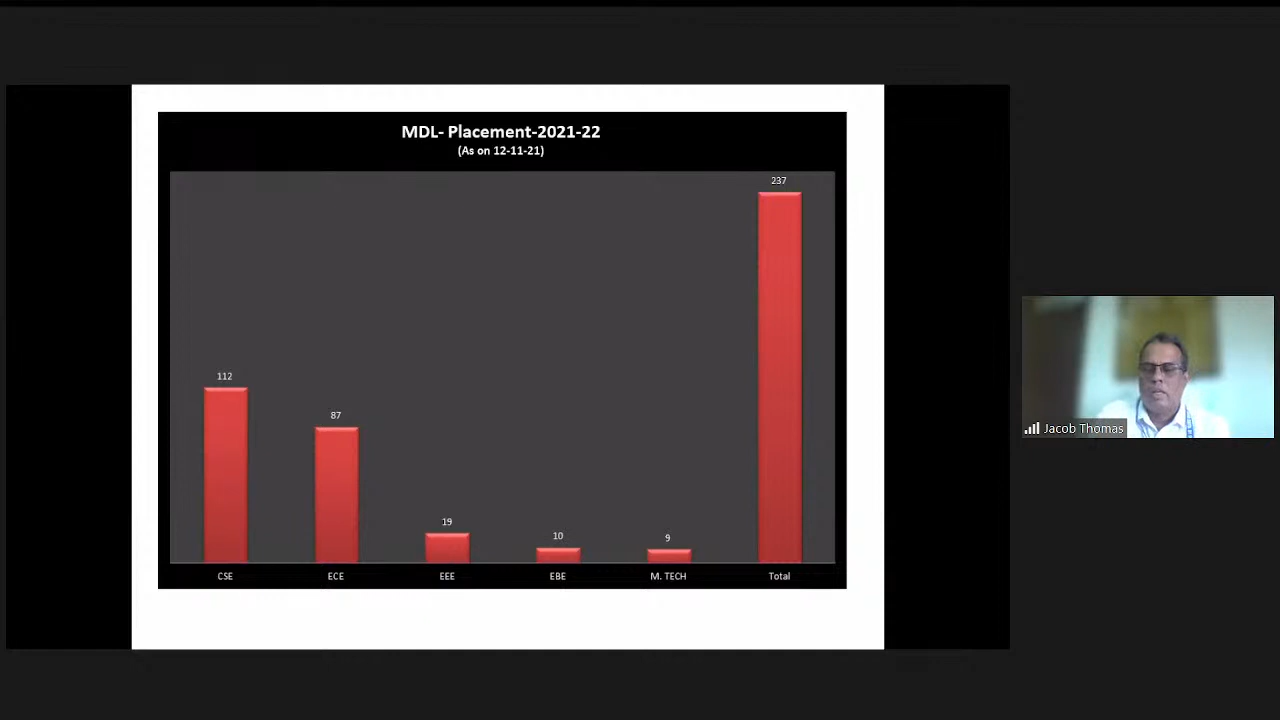 MDL- Placement-2021-22
(As on 12-11-21)
237
112
87
19
10
9
CSE ECE EEE EBE M. TECH Total
Jacob Thomas